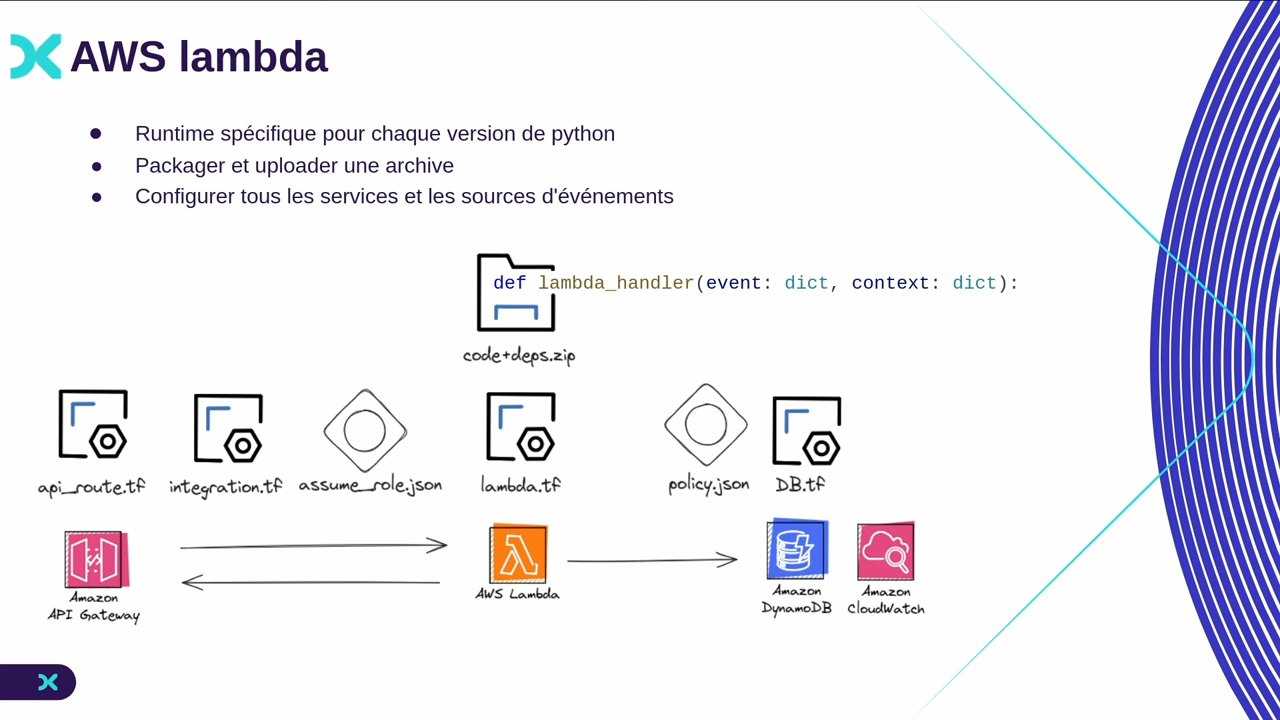 AWS lambda
● Runtime spécifique pour chaque version de python
● Packager et uploader une archive
● Configurer tous les services et les sources d'événements
def lambda_handler(event: dict, context: dict):
code+deps.zip
api_route.tf
integration.tf
assume_role.json
lambda.tf
policy.json
DB.tf
Amazon
API Gateway
AWS Lambda
Amazon
DynamoDB
Amazon
CloudWatch